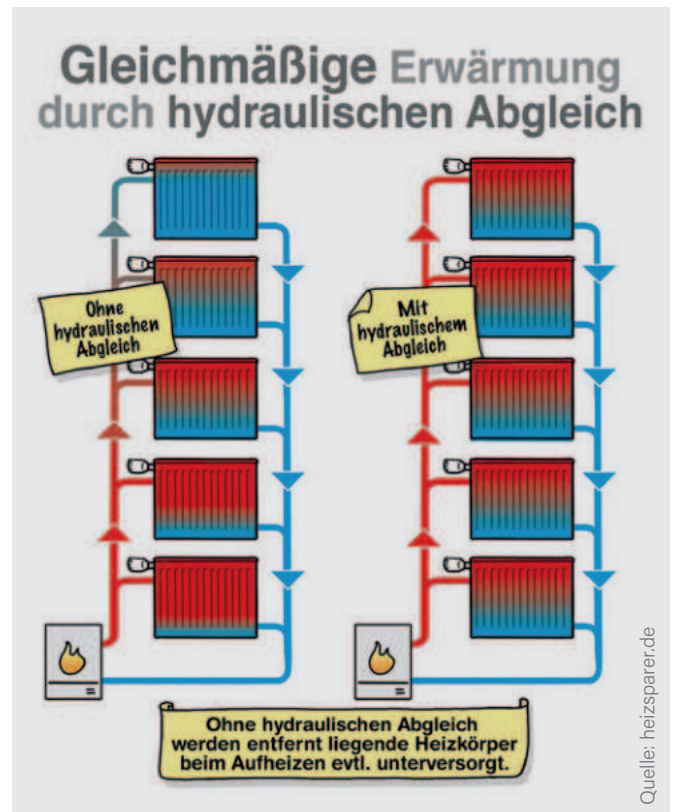 Gleichmäßige Erwärmung
durch hydraulischen Abgleich
Ohne
hydraulischen
Abgleich
Mit
hydraulischem
Abgleich
Ohne hydraulischen Abgleich
werden entfernt liegende Heizkörper
beim Aufheizen evtl. unterversorgt.
Quelle: heizsparer.de